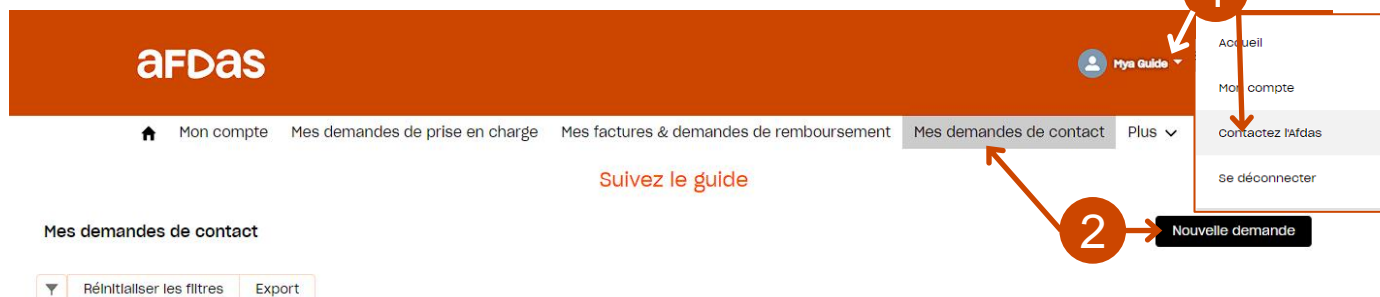 1
aFDas
Mya Guide
Accueil
Mon compte
Contactez l'Afdas
Se déconnecter
Mon compte Mes demandes de prise en charge Mes factures & demandes de remboursement Mes demandes de contact Plus
Suivez le guide
Mes demandes de contact
2
Nouvelle demande
Réinitialiser les filtres Export